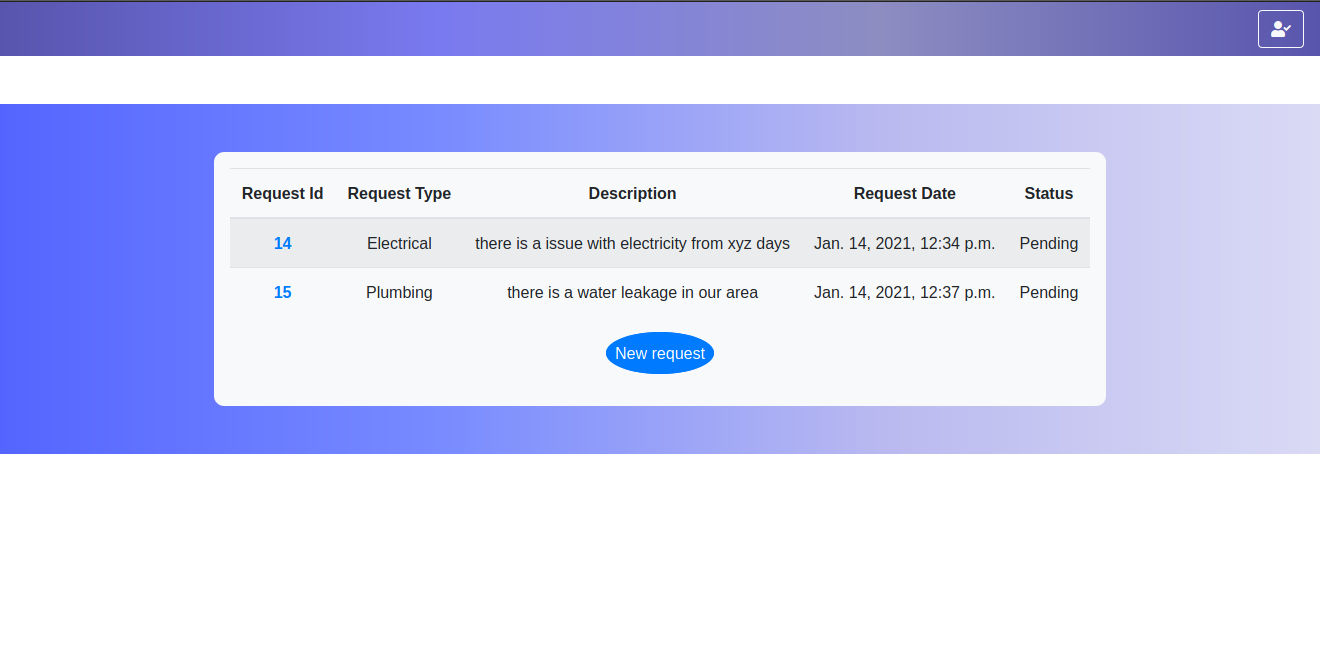 Request Id Request Type Description Request Date Status
14 Electrical there is a issue with electricity from xyz days Jan. 14, 2021, 12:34 p.m. Pending
15 Plumbing there is a water leakage in our area Jan. 14, 2021, 12:37 p.m. Pending
New request